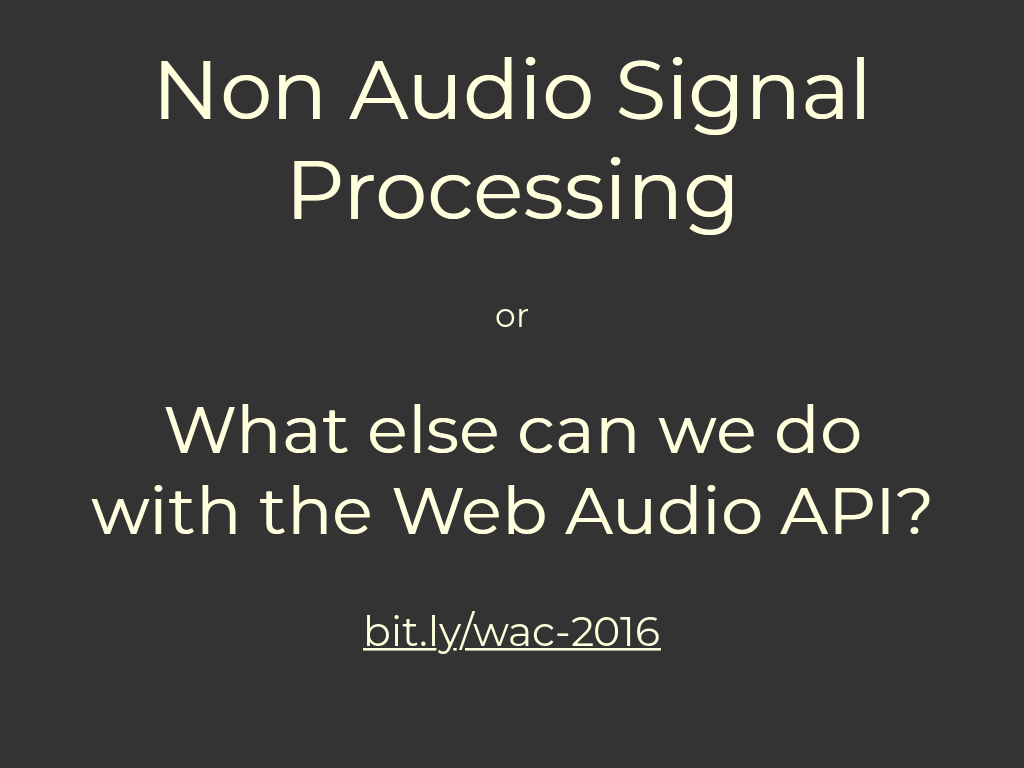 Non Audio Signal
Processing
or
What else can we do
with the Web Audio API?
bit.ly/wac-2016